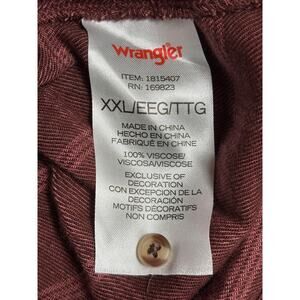 Wrangler
ITEM: 1815407
RN: 169823
XXL/EEG/TTG
MADE IN CHINA
HECHO EN CHINA
FABRIQUÉ EN CHINE
100% VISCOSE/
VISCOSA/VISCOSE
EXCLUSIVE OF
DECORATION
CON EXCEPCIÓN DE LA
DECORACIÓN
MOTIFS DÉCORATIFS
NON COMPRIS